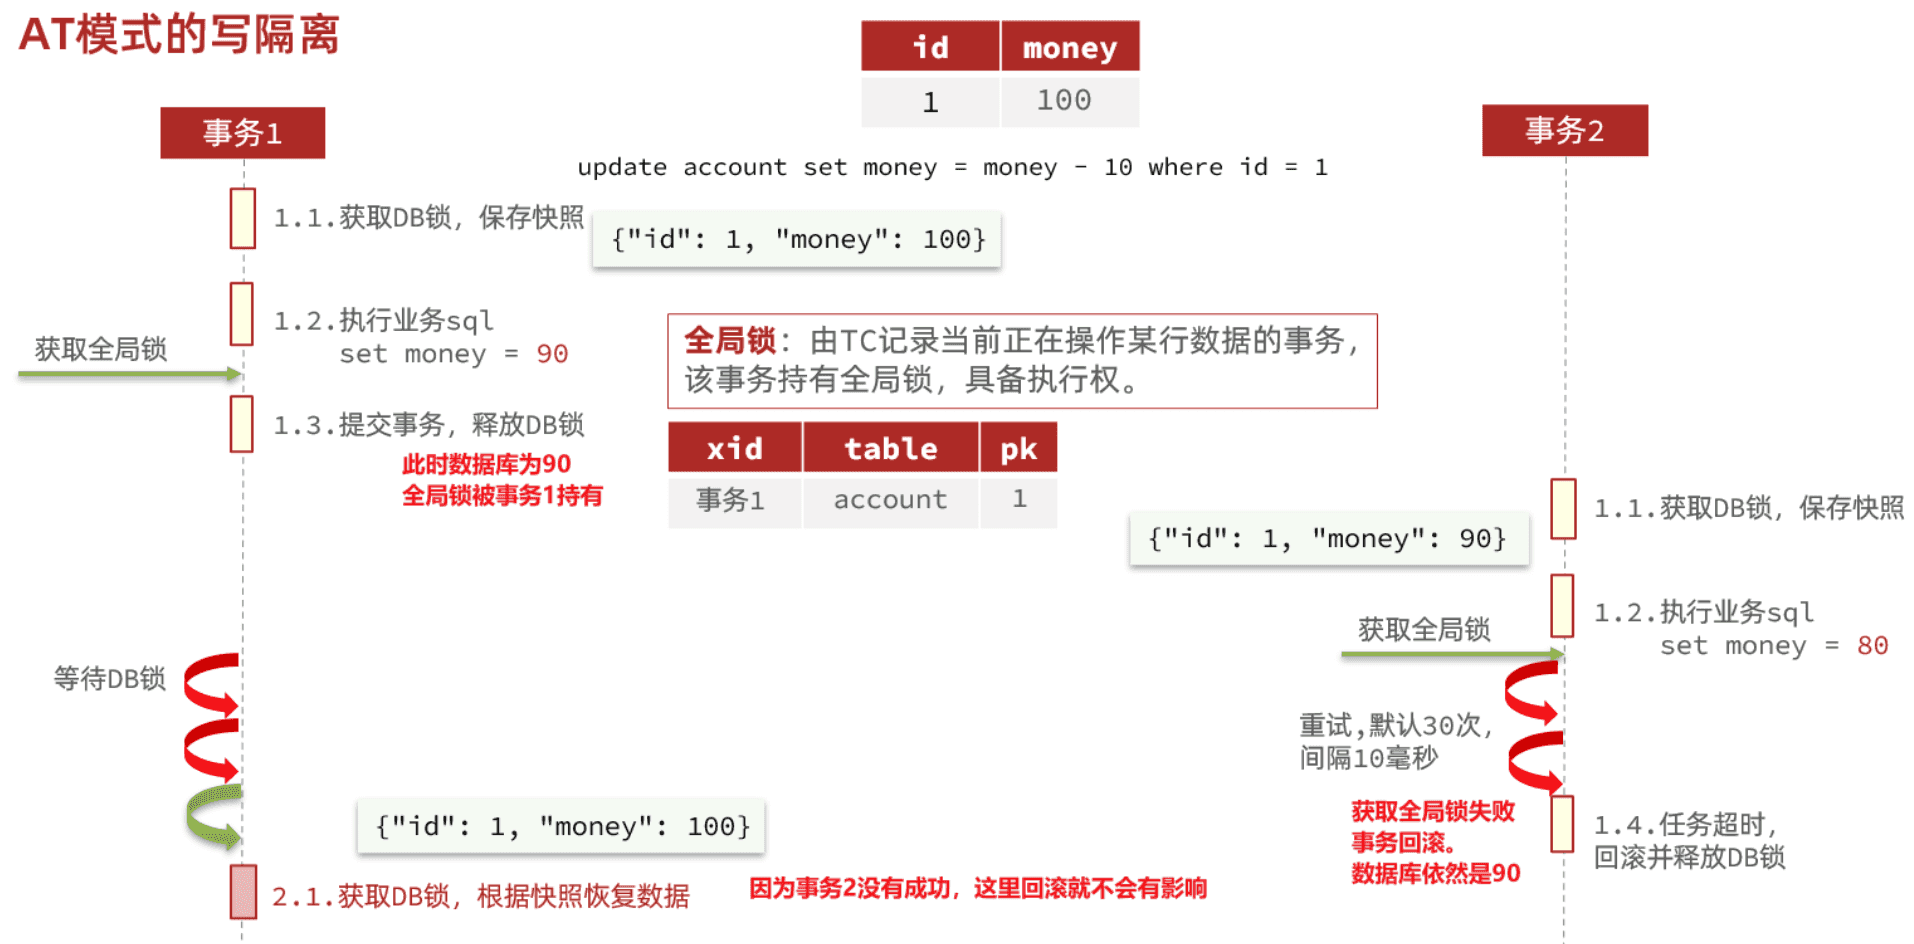 AT模式的写隔离
id money
1 100
事务1
事务2
update account set money = money - 10 where id = 1
1.1.获取DB锁，保存快照
{"id": 1, "money": 100}
1.2.执行业务sql
set money = 90
获取全局锁
全局锁：由TC记录当前正在操作某行数据的事务，
该事务持有全局锁，具备执行权。
1.3.提交事务，释放DB锁
此时数据库为90
全局锁被事务1持有
xid table pk
事务1 account 1
1.1.获取DB锁，保存快照
{"id": 1, "money": 90}
1.2.执行业务sql
set money = 80
获取全局锁
等待DB锁
重试,默认30次，
间隔10毫秒
获取全局锁失败
事务回滚。
数据库依然是90
1.4.任务超时，
回滚并释放DB锁
{"id": 1, "money": 100}
2.1.获取DB锁，根据快照恢复数据
因为事务2没有成功，这里回滚就不会有影响